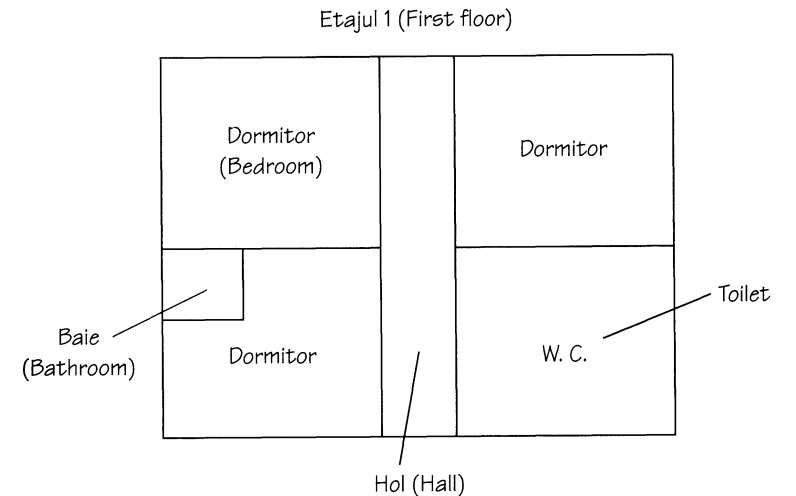 Etajul 1 (First floor)
Dormitor
(Bedroom)
Dormitor
Baie
(Bathroom)
Dormitor
W. C.
Toilet
Hol (Hall)